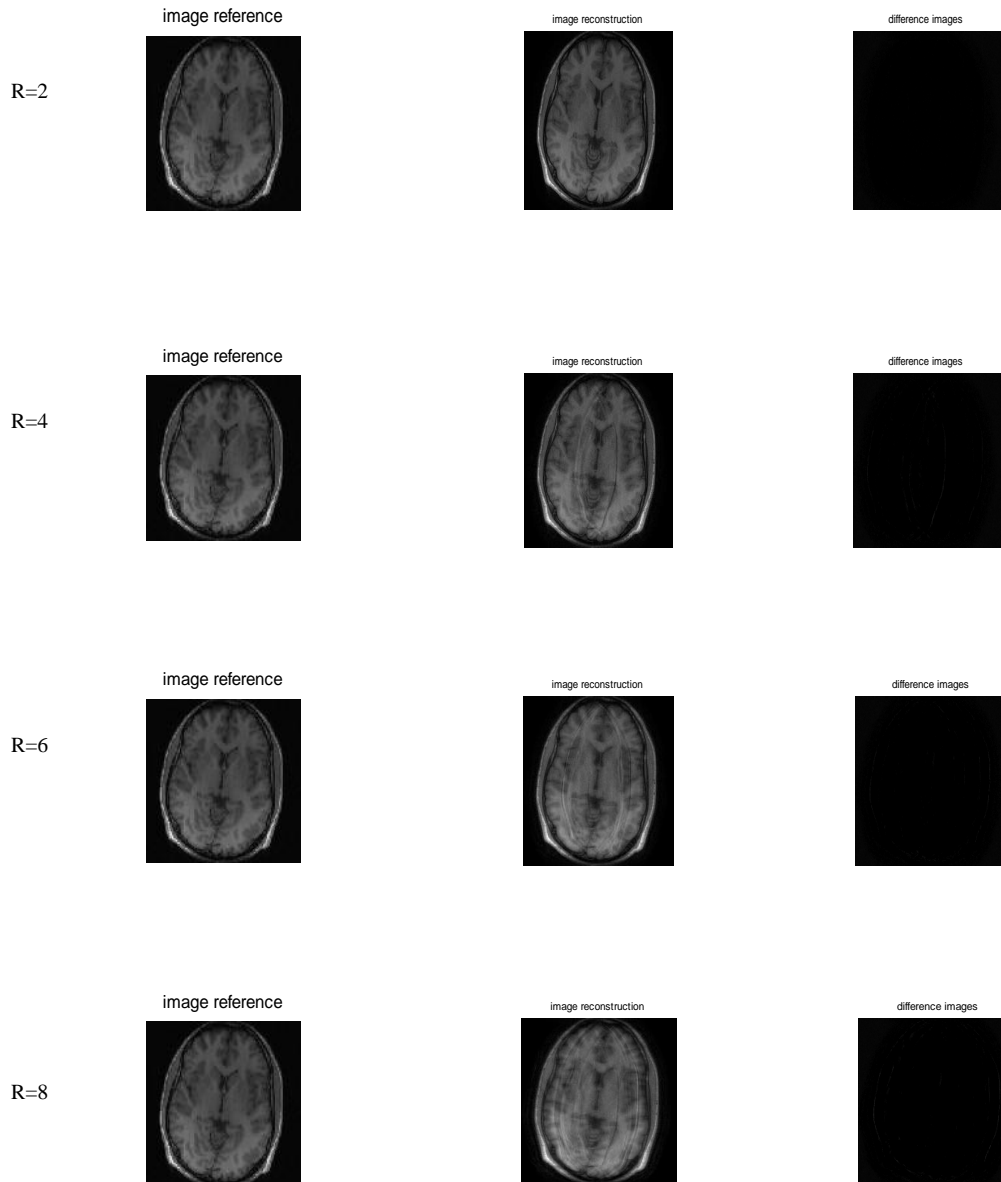 image reference
image reconstruction
difference images
R=2
image reference
image reconstruction
difference images
R=4
image reference
image reconstruction
difference images
R=6
image reference
image reconstruction
difference images
R=8